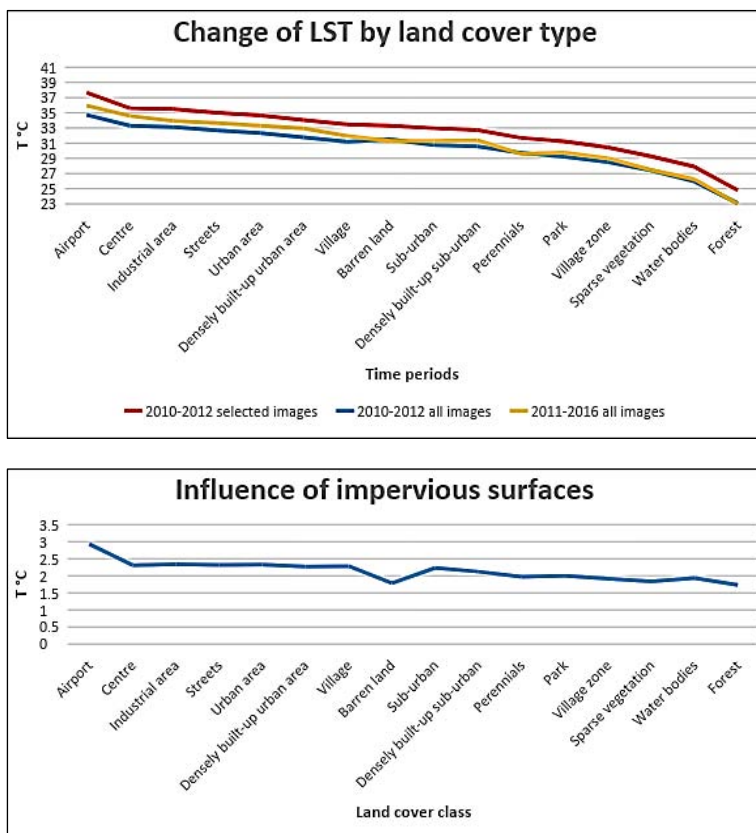 Change of LST by land cover type
41
39
37
35
33
31
29
27
25
23
T °C
Airport
Centre
Industrial area
Streets
Urban area
Densely built-up urban area
Village
Barren land
Sub-urban
Densely built-up sub-urban
Perennials
Park
Village zone
Sparse vegetation
Water bodies
Forest
Time periods
2010-2012 selected images 2010-2012 all images 2011-2016 all images
Influence of impervious surfaces
3.5
3
2.5
2
1.5
1
0.5
0
T °C
Airport
Centre
Industrial area
Streets
Urban area
Densely built-up urban area
Village
Barren land
Sub-urban
Densely built-up sub-urban
Perennials
Park
Village zone
Sparse vegetation
Water bodies
Forest
Land cover class